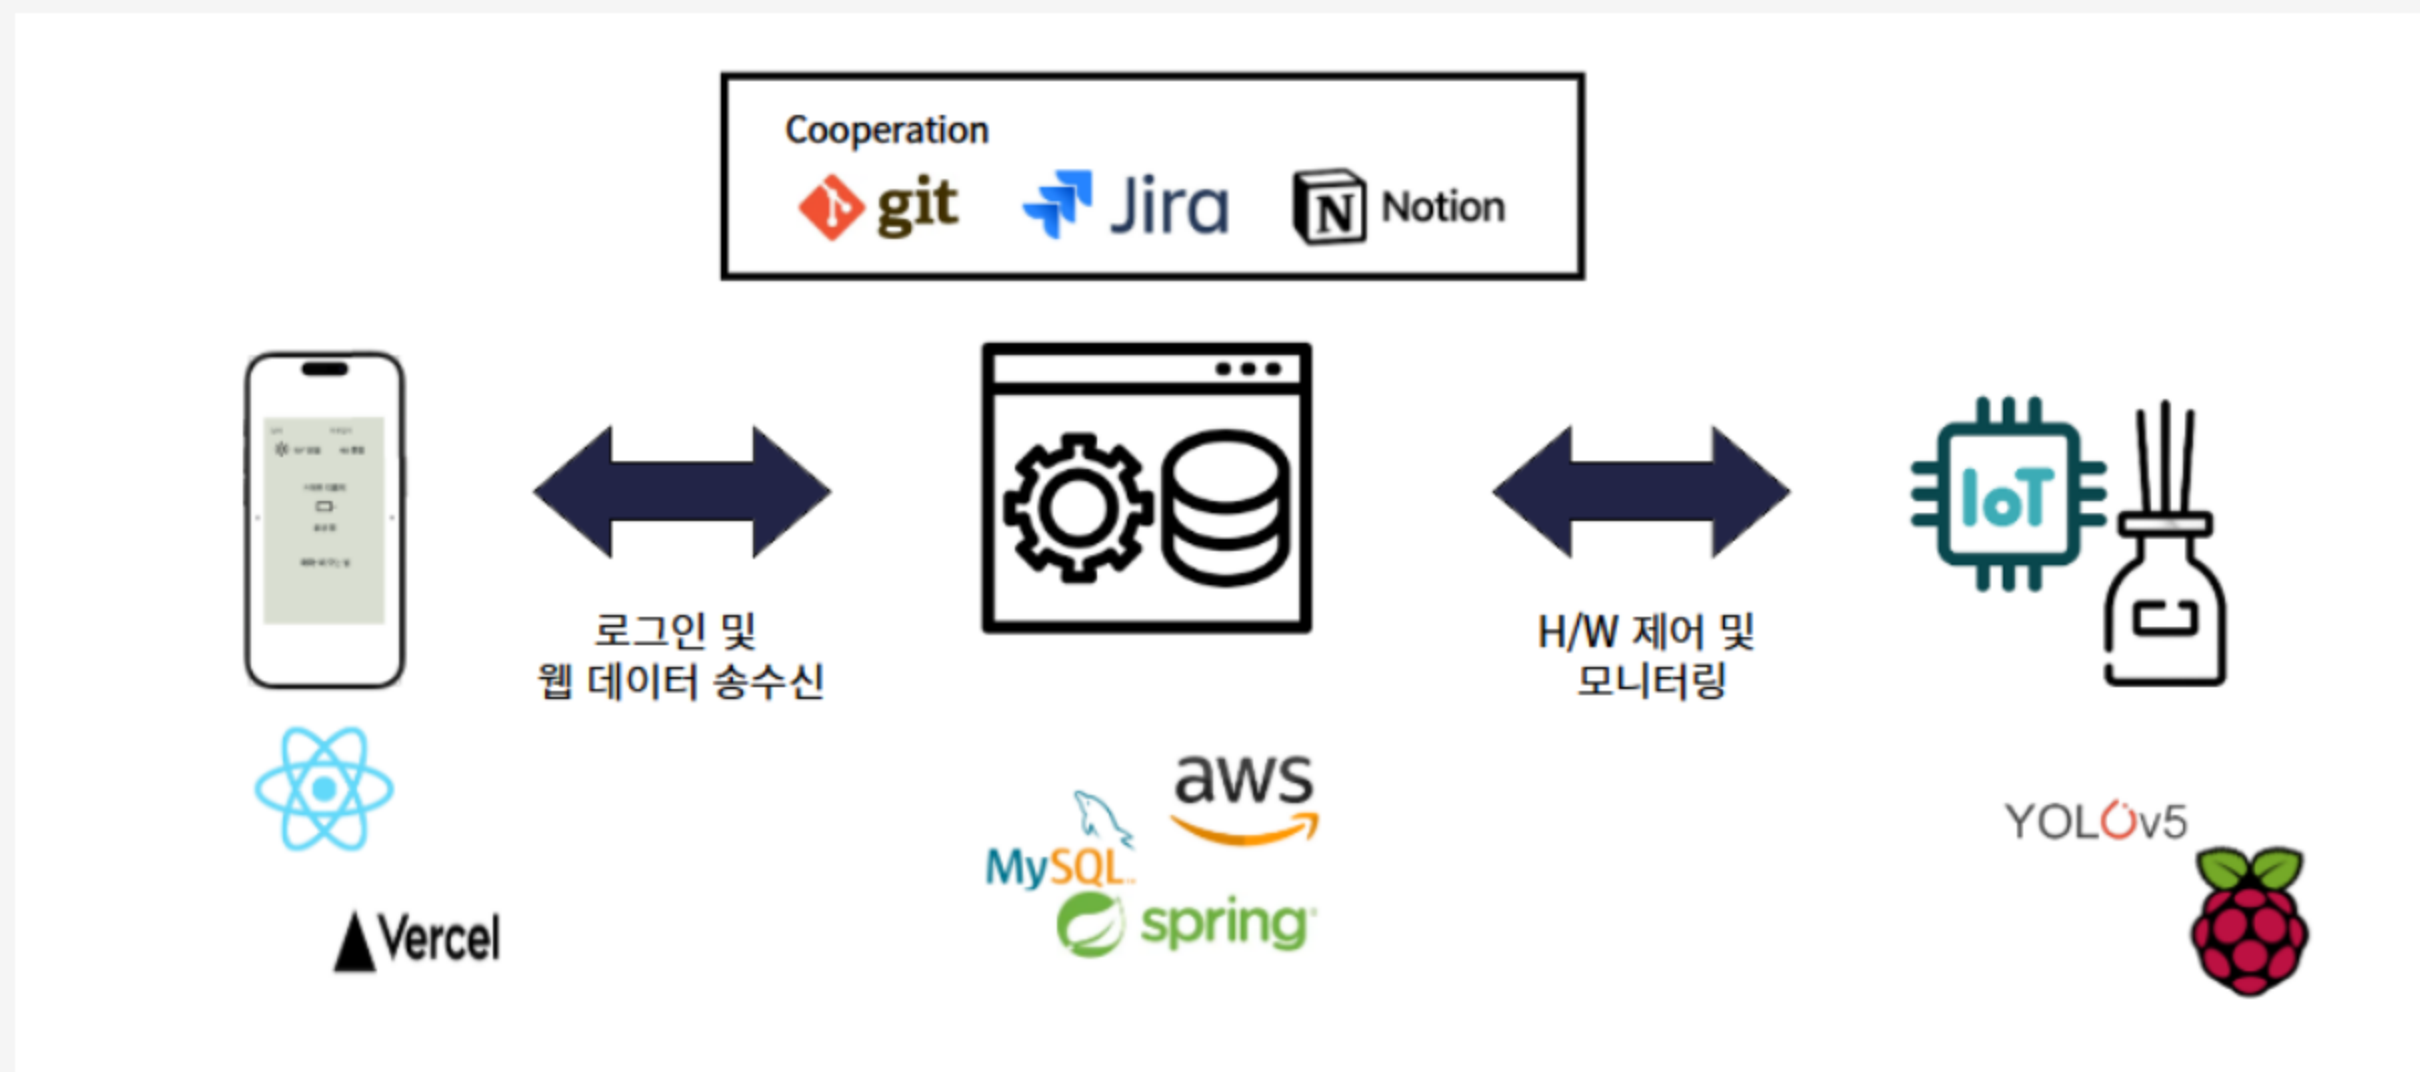 Cooperation
git Jira N Notion
로그인 및
웹 데이터 송수신
H/W 제어 및
모니터링
IoT
Vercel
aws
MySQL
spring
YOLOv5